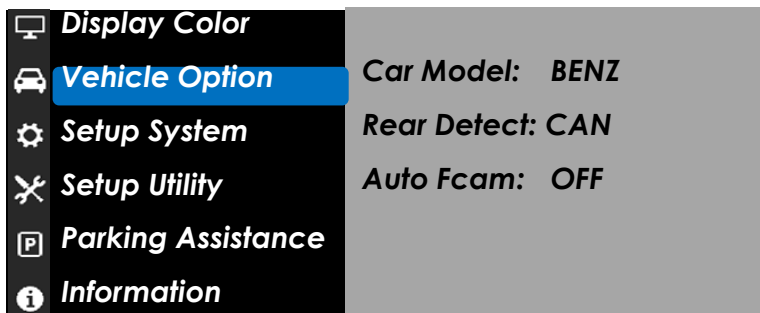 Display Color
Vehicle Option
Setup System
Setup Utility
P Parking Assistance
i Information
Car Model: BENZ
Rear Detect: CAN
Auto Fcam: OFF